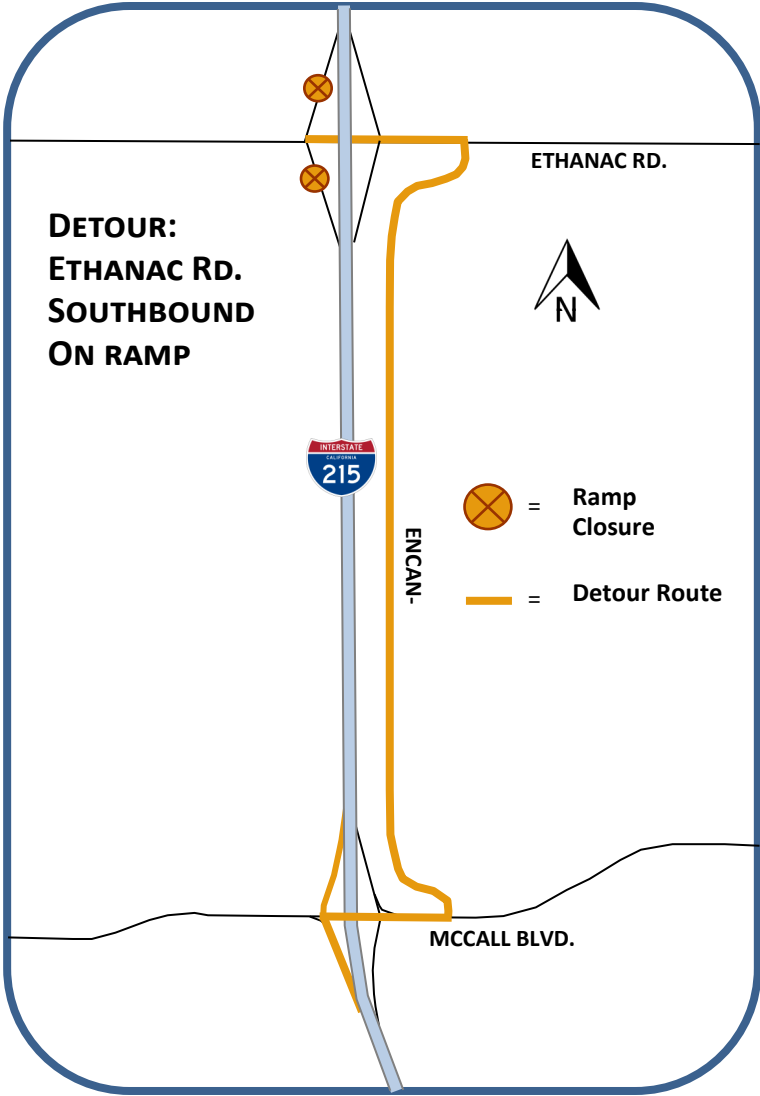 ETHANAC RD.
DETOUR:
ETHANAC RD.
SOUTHBOUND
ON RAMP
N
INTERSTATE
CALIFORNIA
215
= Ramp
Closure
ENCAN-
= Detour Route
MCCALL BLVD.